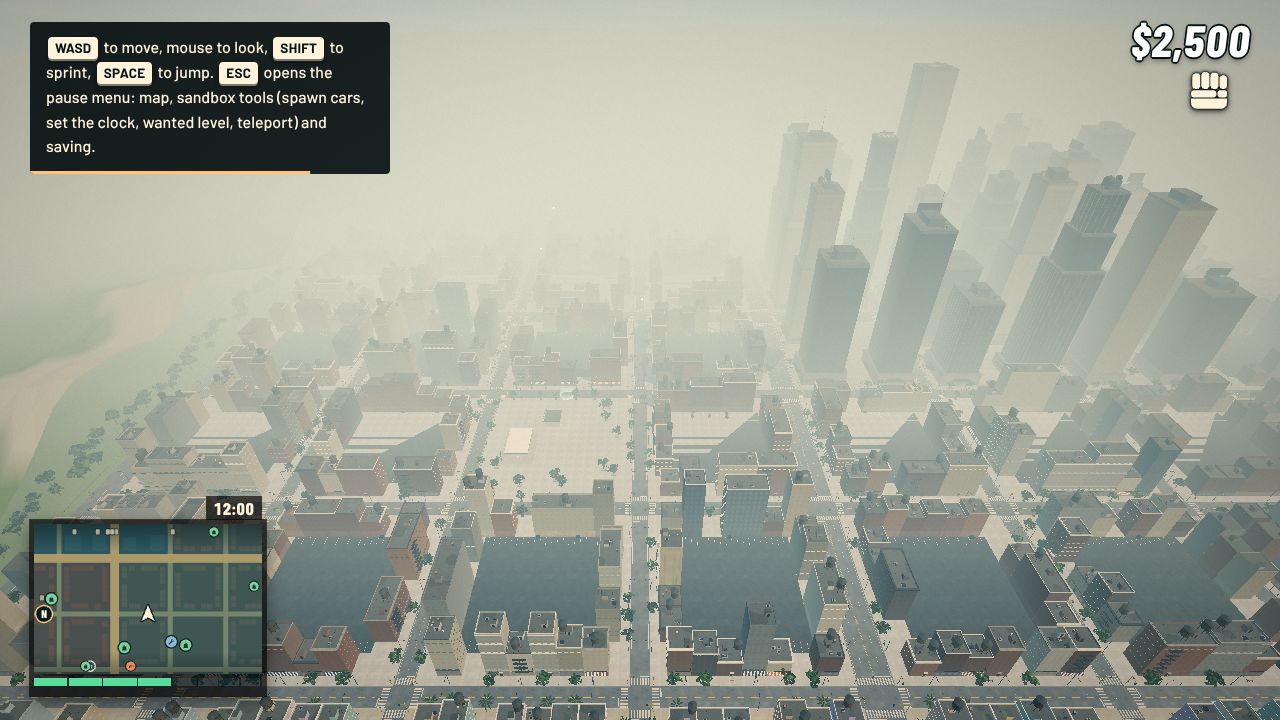 WASD to move, mouse to look, SHIFT to
sprint, SPACE to jump. ESC opens the
pause menu: map, sandbox tools (spawn cars,
set the clock, wanted level, teleport) and
saving.
$2,500
12:00
N